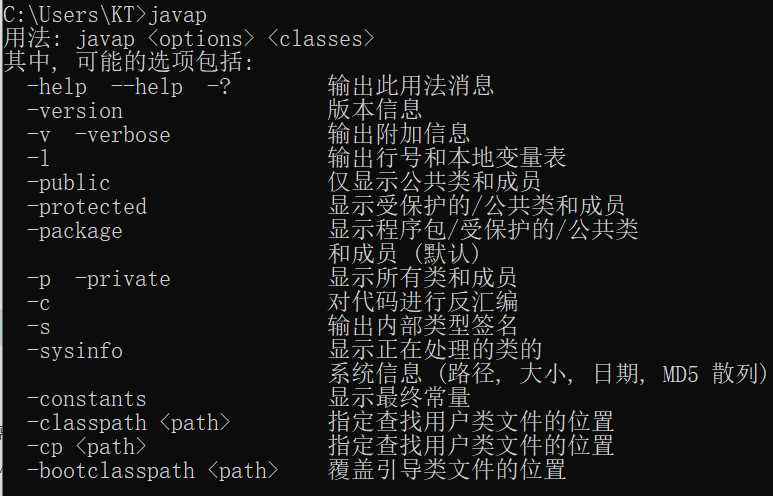 C:\Users\KT>javap
用法: javap <options> <classes>
其中, 可能的选项包括:
  -help  --help  -?        输出此用法消息
  -version                 版本信息
  -v  -verbose             输出附加信息
  -l                       输出行号和本地变量表
  -public                  仅显示公共类和成员
  -protected               显示受保护的/公共类和成员
  -package                 显示程序包/受保护的/公共类
                           和成员 (默认)
  -p  -private             显示所有类和成员
  -c                       对代码进行反汇编
  -s                       输出内部类型签名
  -sysinfo                 显示正在处理的类的
                           系统信息 (路径, 大小, 日期, MD5 散列)
  -constants               显示最终常量
  -classpath <path>        指定查找用户类文件的位置
  -cp <path>               指定查找用户类文件的位置
  -bootclasspath <path>    覆盖引导类文件的位置